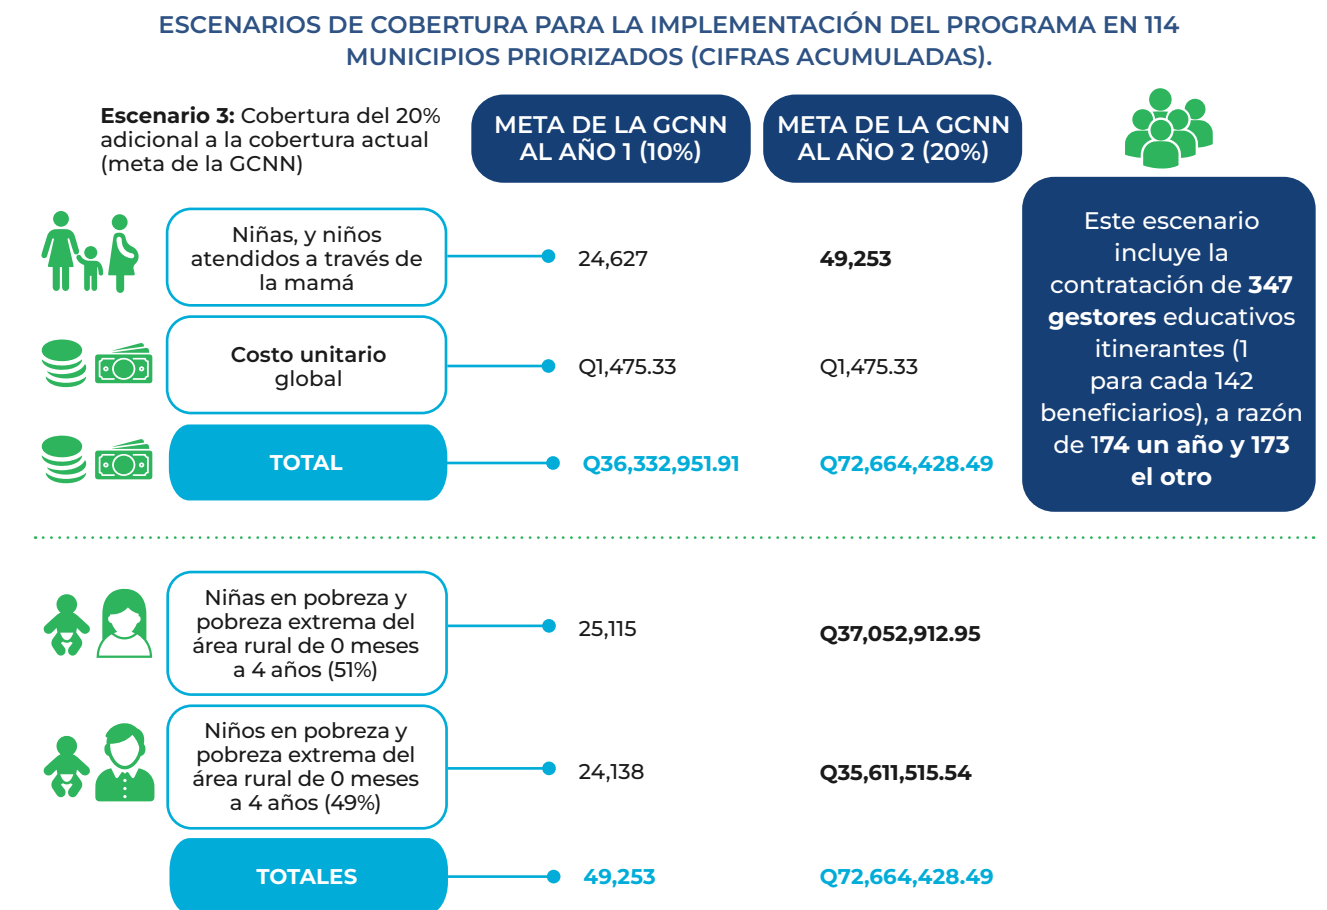 ESCENARIOS DE COBERTURA PARA LA IMPLEMENTACIÓN DEL PROGRAMA EN 114
MUNICIPIOS PRIORIZADOS (CIFRAS ACUMULADAS).
Escenario 3: Cobertura del 20%
adicional a la cobertura actual
(meta de la GCNN)
META DE LA GCNN
AL AÑO 1 (10%)
META DE LA GCNN
AL AÑO 2 (20%)
Niñas, y niños
atendidos a través de
la mamá
24,627
49,253
Costo unitario
global
Q1,475.33
Q1,475.33
TOTAL
Q36,332,951.91
Q72,664,428.49
Este escenario
incluye la
contratación de 347
gestores educativos
itinerantes (1
para cada 142
beneficiarios), a razón
de 174 un año y 173
el otro
Niñas en pobreza y
pobreza extrema del
área rural de 0 meses
a 4 años (51%)
25,115
Q37,052,912.95
Niños en pobreza y
pobreza extrema del
área rural de 0 meses
a 4 años (49%)
24,138
Q35,611,515.54
TOTALES
49,253
Q72,664,428.49